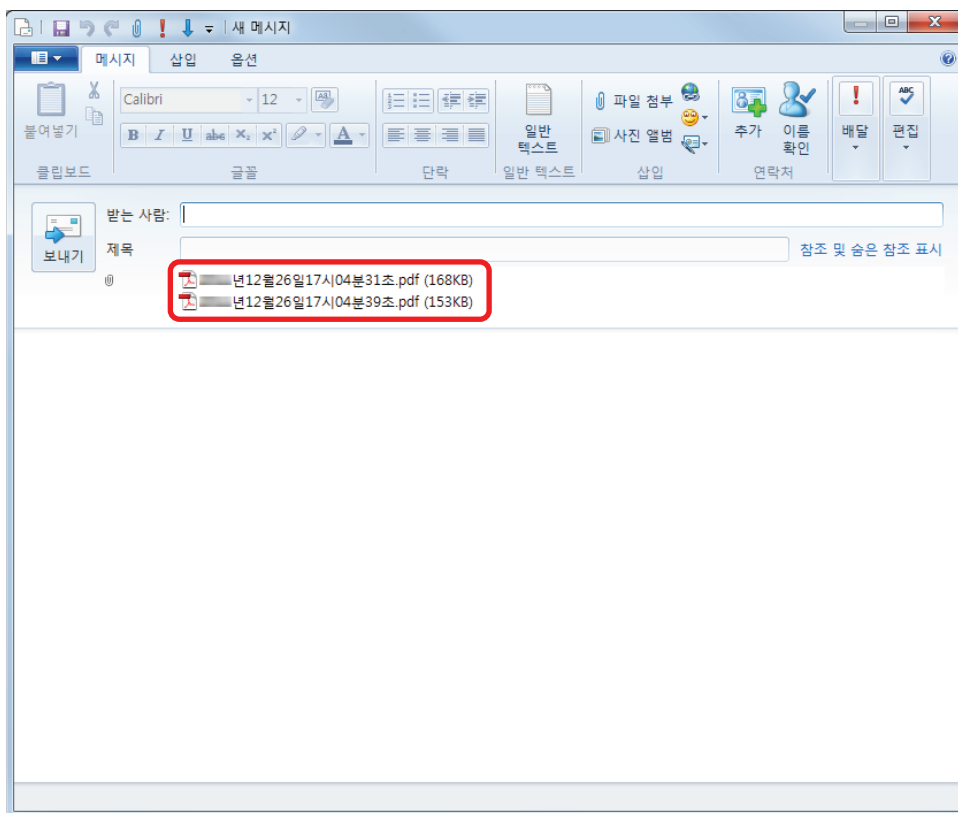 새 메시지
메시지 삽입 옵션
붙여넣기
클립보드
Calibri 12
B I U abc X₂ X² A
글꼴
단락
일반
텍스트
일반 텍스트
파일 첨부
사진 앨범
삽입
추가
이름
확인
연락처
배달
ABC
편집
보내기
받는 사람:
제목
참조 및 숨은 참조 표시
년12월26일17시04분31초.pdf (168KB)
년12월26일17시04분39초.pdf (153KB)